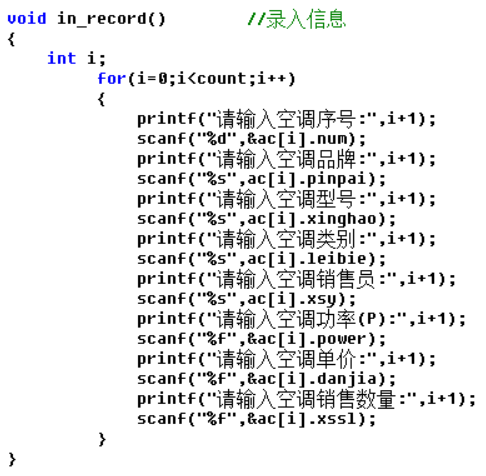 void in_record()        //录入信息
{
    int i;
        for(i=0;i<count;i++)
        {
            printf("请输入空调序号:",i+1);
            scanf("%d",&ac[i].num);
            printf("请输入空调品牌:",i+1);
            scanf("%s",ac[i].pinpai);
            printf("请输入空调型号:",i+1);
            scanf("%s",ac[i].xinghao);
            printf("请输入空调类别:",i+1);
            scanf("%s",ac[i].leibie);
            printf("请输入空调销售员:",i+1);
            scanf("%s",ac[i].xsy);
            printf("请输入空调功率(P):",i+1);
            scanf("%f",&ac[i].power);
            printf("请输入空调单价:",i+1);
            scanf("%f",&ac[i].danjia);
            printf("请输入空调销售数量:",i+1);
            scanf("%f",&ac[i].xssl);
        }
}